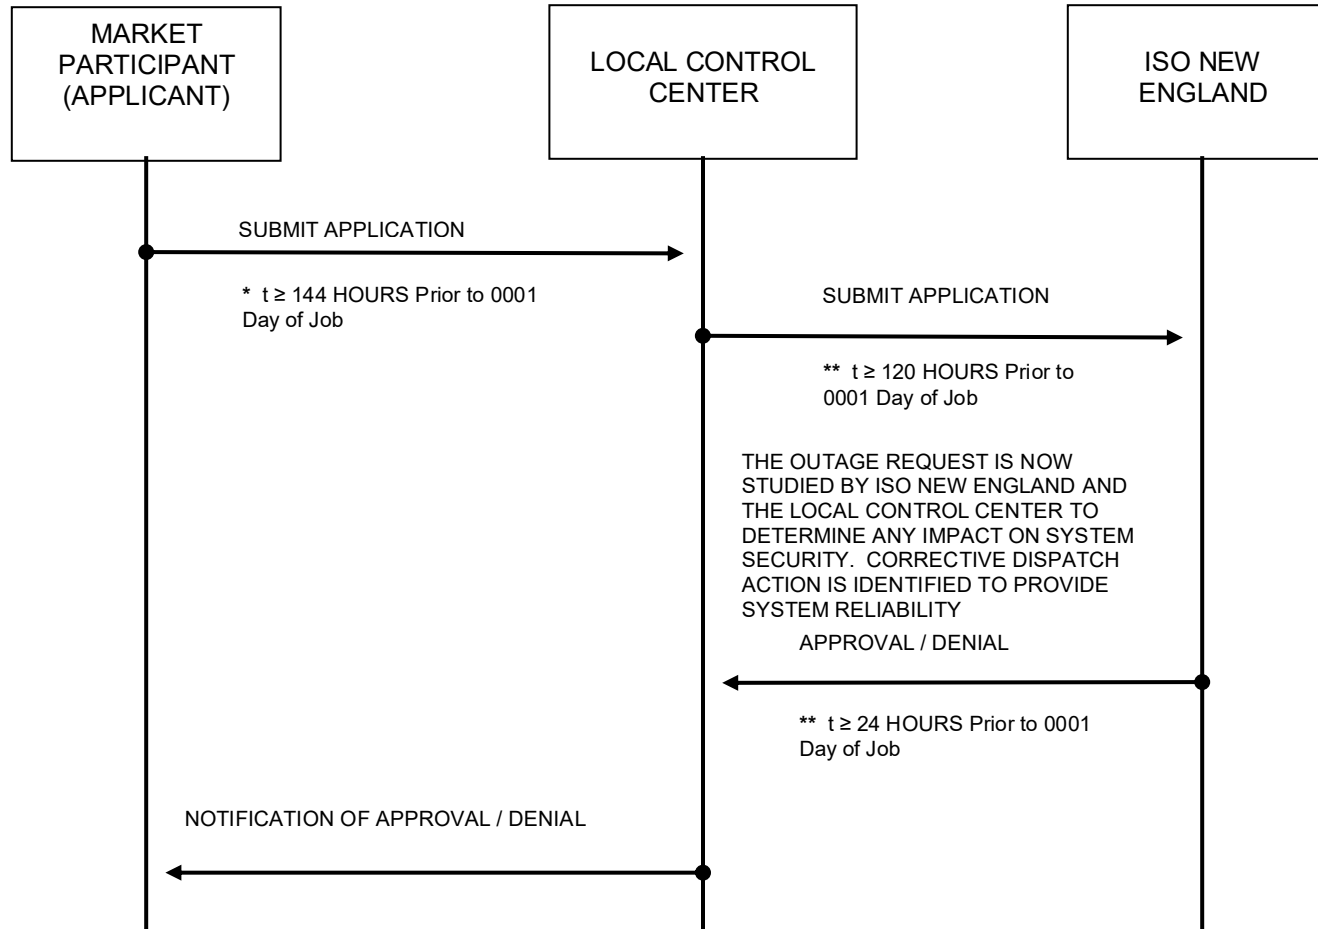 MARKET
PARTICIPANT
(APPLICANT)
LOCAL CONTROL
CENTER
ISO NEW
ENGLAND
SUBMIT APPLICATION
* t ≥ 144 HOURS Prior to 0001
Day of Job
SUBMIT APPLICATION
** t ≥ 120 HOURS Prior to
0001 Day of Job
THE OUTAGE REQUEST IS NOW
STUDIED BY ISO NEW ENGLAND AND
THE LOCAL CONTROL CENTER TO
DETERMINE ANY IMPACT ON SYSTEM
SECURITY. CORRECTIVE DISPATCH
ACTION IS IDENTIFIED TO PROVIDE
SYSTEM RELIABILITY
APPROVAL / DENIAL
** t ≥ 24 HOURS Prior to 0001
Day of Job
NOTIFICATION OF APPROVAL / DENIAL